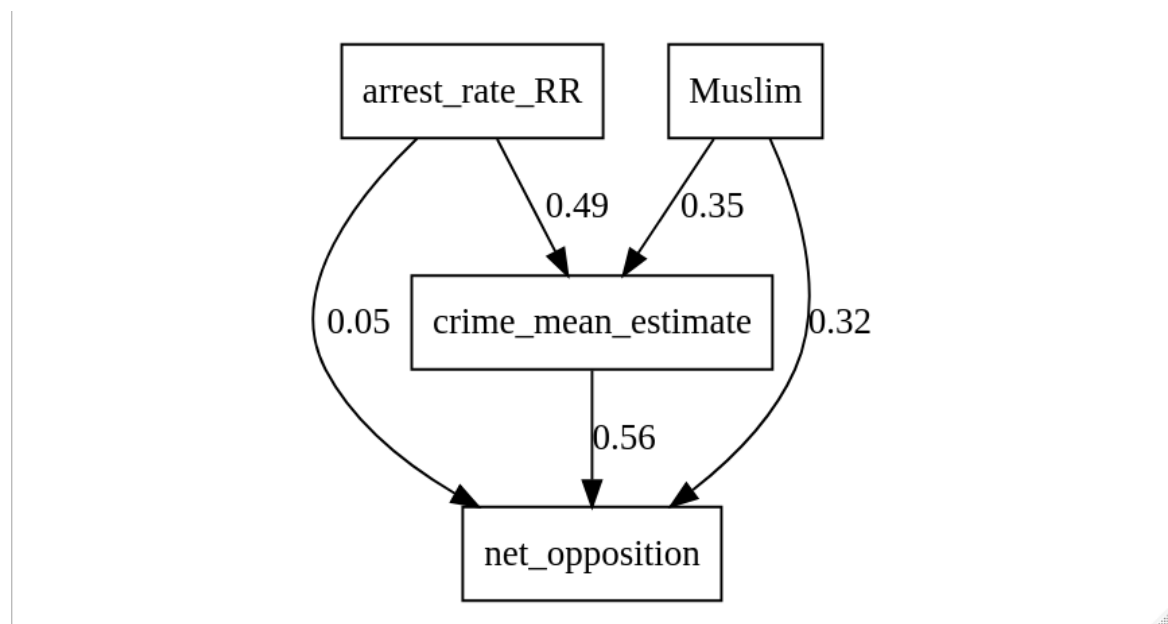 arrest_rate_RR
Muslim
0.49
0.35
crime_mean_estimate
0.05
0.32
0.56
net_opposition